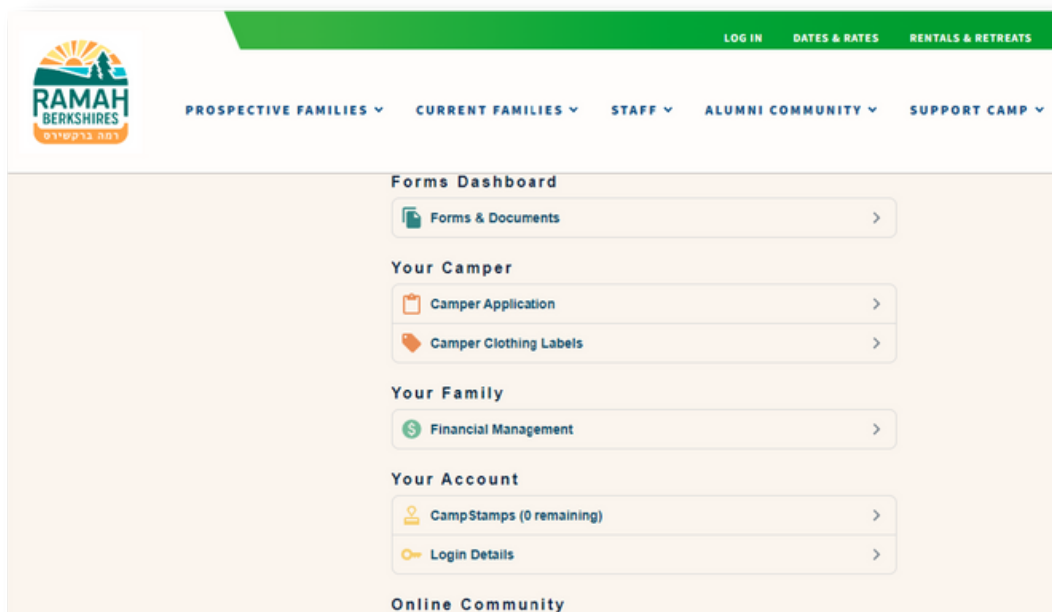 LOG IN DATES & RATES RENTALS & RETREATS
RAMAH
BERKSHIRES
רמה ברקשירס
PROSPECTIVE FAMILIES CURRENT FAMILIES STAFF ALUMNI COMMUNITY SUPPORT CAMP
Forms Dashboard
Forms & Documents
Your Camper
Camper Application
Camper Clothing Labels
Your Family
$ Financial Management
Your Account
CampStamps (0 remaining)
Login Details
Online Community